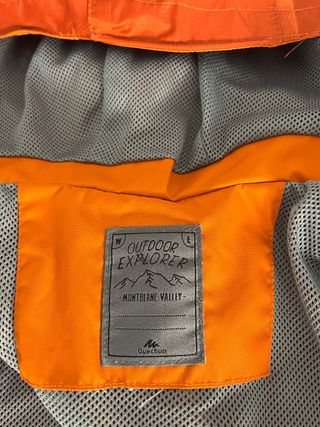 W E
OUTDOOR
EXPLORER
- MONTBLANC VALLEY -
Quechua